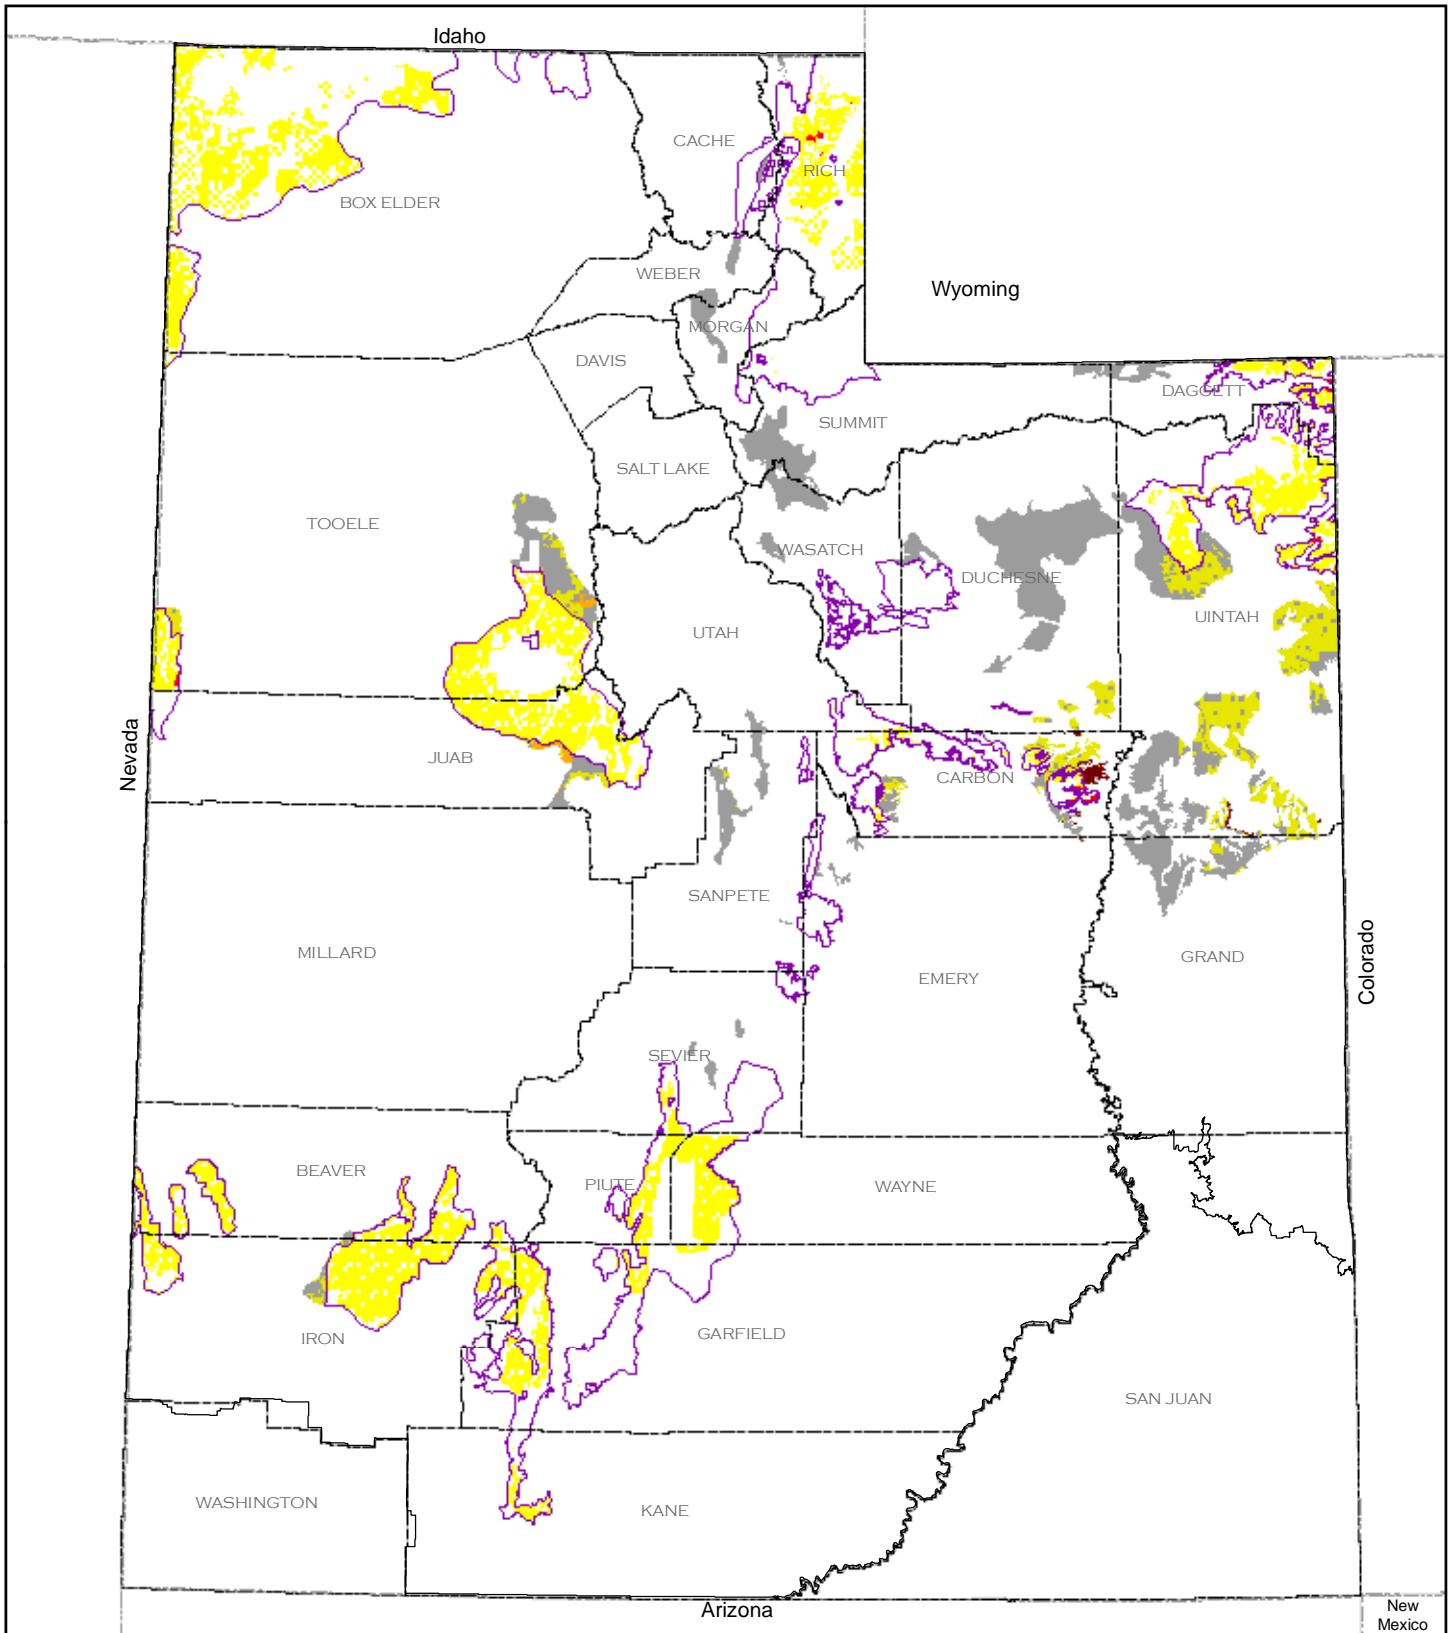 Idaho
CACHE
RICH
BOX ELDER
WEBER
Wyoming
MORGAN
DAVIS
DAGGETT
SUMMIT
SALT LAKE
TOOELE
WASATCH
DUCHESNE
UINTAH
UTAH
Nevada
JUAB
CARBON
SANPETE
MILLARD
EMERY
GRAND
Colorado
SEVIER
BEAVER
PIUTE
WAYNE
IRON
GARFIELD
SAN JUAN
WASHINGTON
KANE
Arizona
New
Mexico